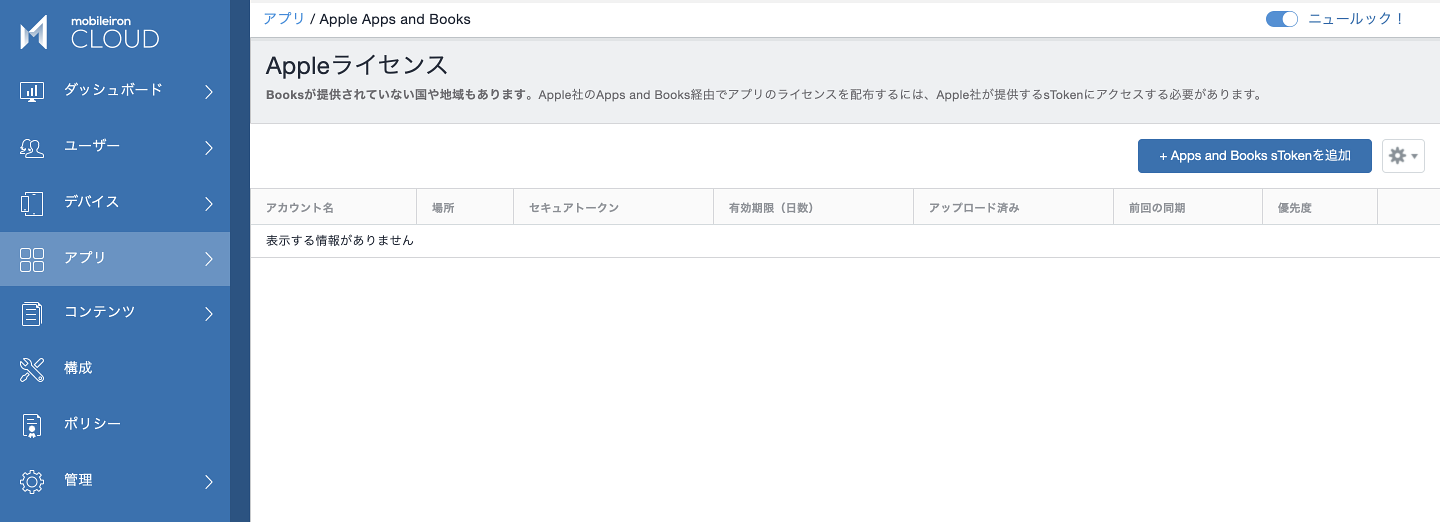 mobileiron
CLOUD
ダッシュボード
ユーザー
デバイス
アプリ
コンテンツ
構成
ポリシー
管理
アプリ / Apple Apps and Books
ニュールック！
Appleライセンス
Booksが提供されていない国や地域もあります。Apple社のApps and Books経由でアプリのライセンスを配布するには、Apple社が提供するsTokenにアクセスする必要があります。
+ Apps and Books sTokenを追加
アカウント名 場所 セキュアトークン 有効期限（日数） アップロード済み 前回の同期 優先度
表示する情報がありません